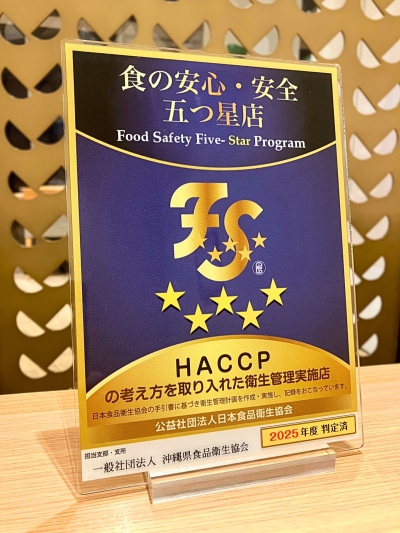 食の安心・安全
五つ星店
Food Safety Five- Star Program
FS
HACCP
の考え方を取り入れた衛生管理実施店
日本食品衛生協会の手引書に基づき衛生管理計画を作成・実施し、記録をおこなっています。
公益社団法人日本食品衛生協会
2025年度 判定済
担当支部・支所
一般社団法人 沖縄県食品衛生協会